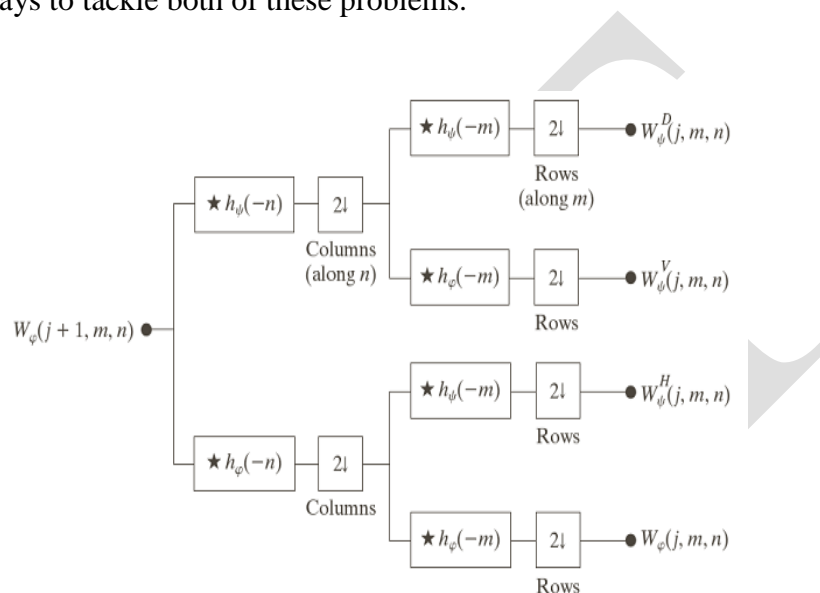 ays to tackle both of these problems.
★ h_ψ(−m) 2↓ W_ψ^D(j, m, n)
Rows
(along m)
★ h_ψ(−n) 2↓
Columns
(along n)
★ h_φ(−m) 2↓ W_ψ^V(j, m, n)
Rows
W_φ(j + 1, m, n)
★ h_ψ(−m) 2↓ W_ψ^H(j, m, n)
Rows
★ h_φ(−n) 2↓
Columns
★ h_φ(−m) 2↓ W_φ(j, m, n)
Rows